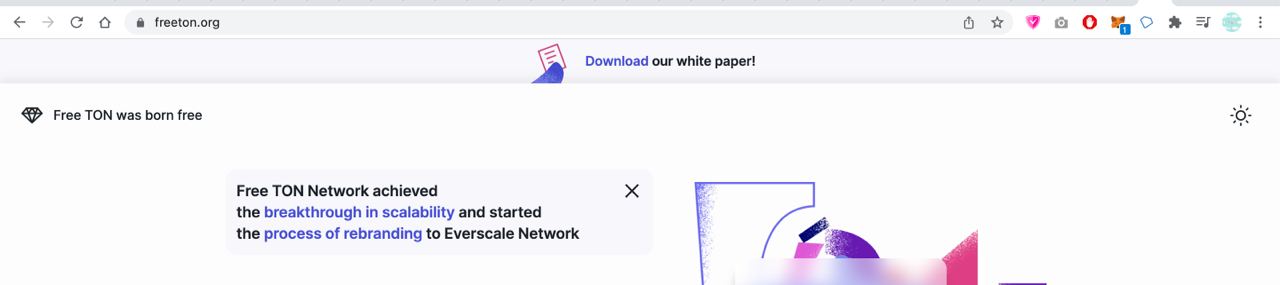 freeton.org
1
Download our white paper!
Free TON was born free
Free TON Network achieved
the breakthrough in scalability and started
the process of rebranding to Everscale Network